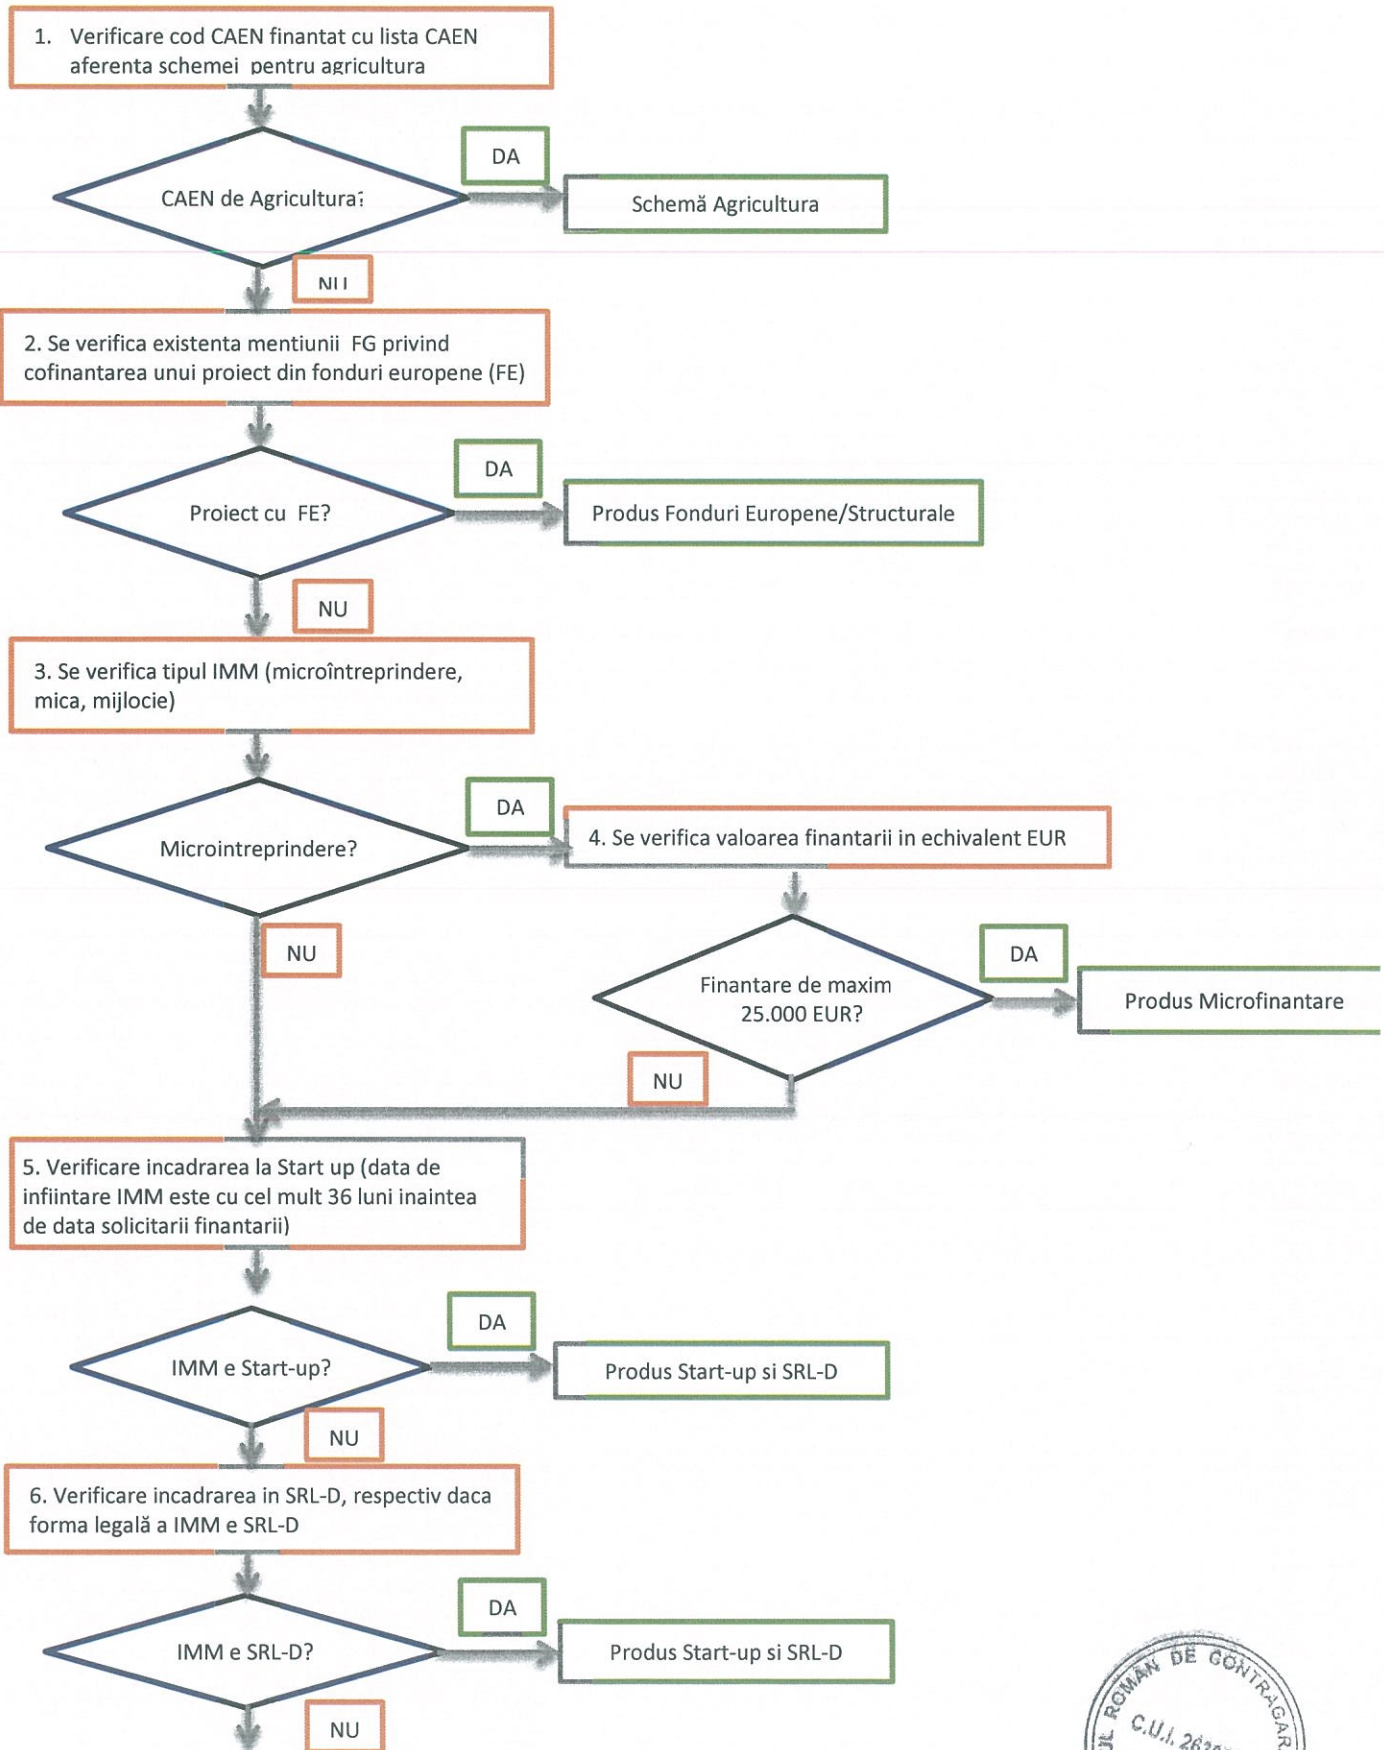 1. Verificare cod CAEN finantat cu lista CAEN
aferenta schemei pentru agricultura
CAEN de Agricultura?
DA
Schemă Agricultura
NU
2. Se verifica existenta mentiunii FG privind
cofinantarea unui proiect din fonduri europene (FE)
Proiect cu FE?
DA
Produs Fonduri Europene/Structurale
NU
3. Se verifica tipul IMM (microîntreprindere,
mica, mijlocie)
Microintreprindere?
DA
4. Se verifica valoarea finantarii in echivalent EUR
NU
Finantare de maxim
25.000 EUR?
DA
Produs Microfinantare
NU
5. Verificare incadrarea la Start up (data de
infiintare IMM este cu cel mult 36 luni inaintea
de data solicitarii finantarii)
IMM e Start-up?
DA
Produs Start-up si SRL-D
NU
6. Verificare incadrarea in SRL-D, respectiv daca
forma legală a IMM e SRL-D
IMM e SRL-D?
DA
Produs Start-up si SRL-D
NU
ROMÂN DE CONTRAGAR
C.U.I.